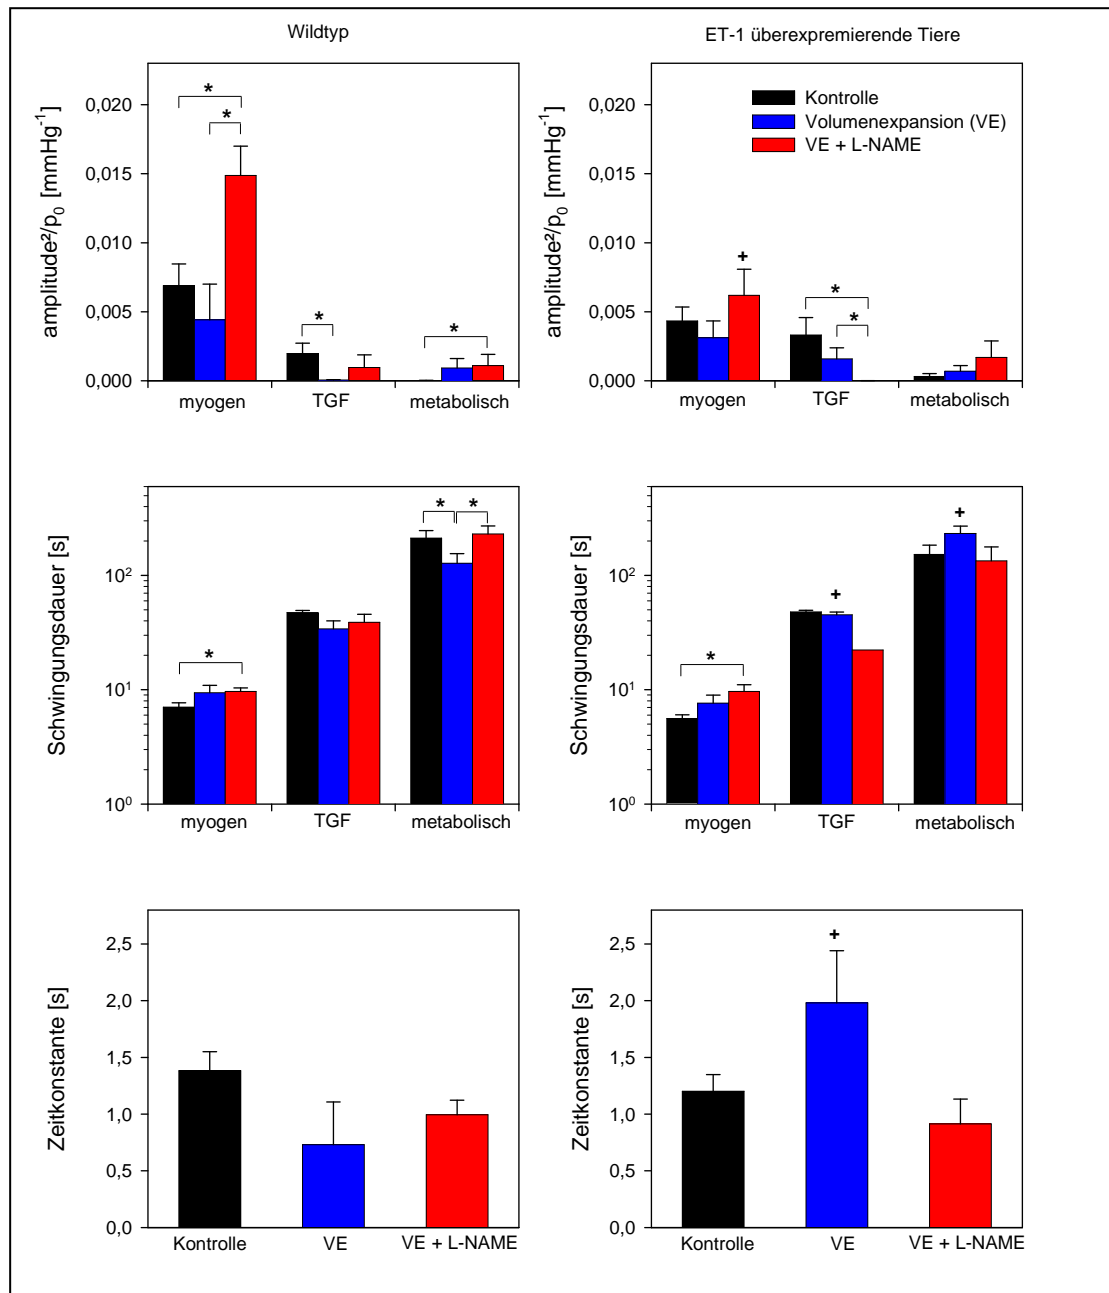 Wildtyp
ET-1 überexpremierende Tiere
amplitude²/p₀ [mmHg⁻¹]
0,020
0,015
0,010
0,005
0,000
*
*
*
*
myogen TGF metabolisch
amplitude²/p₀ [mmHg⁻¹]
0,020
0,015
0,010
0,005
0,000
Kontrolle
Volumenexpansion (VE)
VE + L-NAME
+
*
*
myogen TGF metabolisch
Schwingungsdauer [s]
10²
10¹
10⁰
*
*
*
myogen TGF metabolisch
Schwingungsdauer [s]
10²
10¹
10⁰
*
+
+
myogen TGF metabolisch
Zeitkonstante [s]
2,5
2,0
1,5
1,0
0,5
0,0
Kontrolle VE VE + L-NAME
Zeitkonstante [s]
2,5
2,0
1,5
1,0
0,5
0,0
+
Kontrolle VE VE + L-NAME